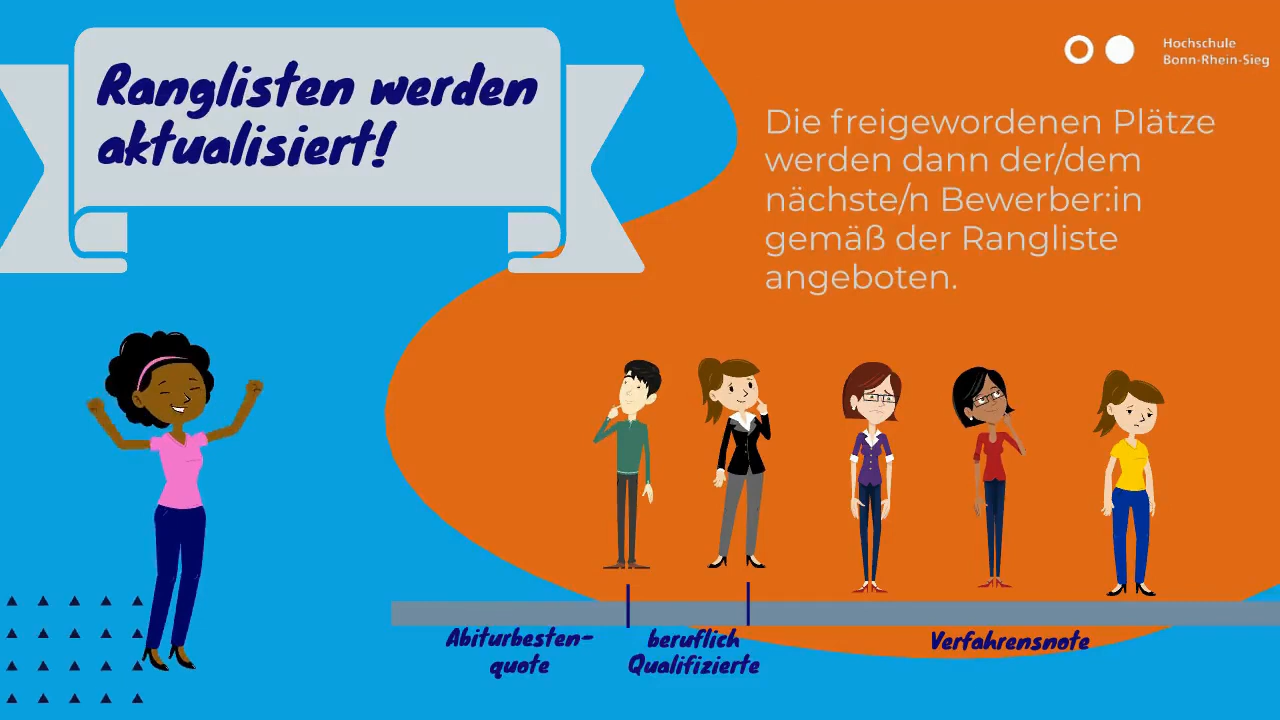 Ranglisten werden
aktualisiert!
Hochschule
Bonn-Rhein-Sieg
Die freigewordenen Plätze
werden dann der/dem
nächste/n Bewerber:in
gemäß der Rangliste
angeboten.
Abiturbesten-
quote
beruflich
Qualifizierte
Verfahrensnote